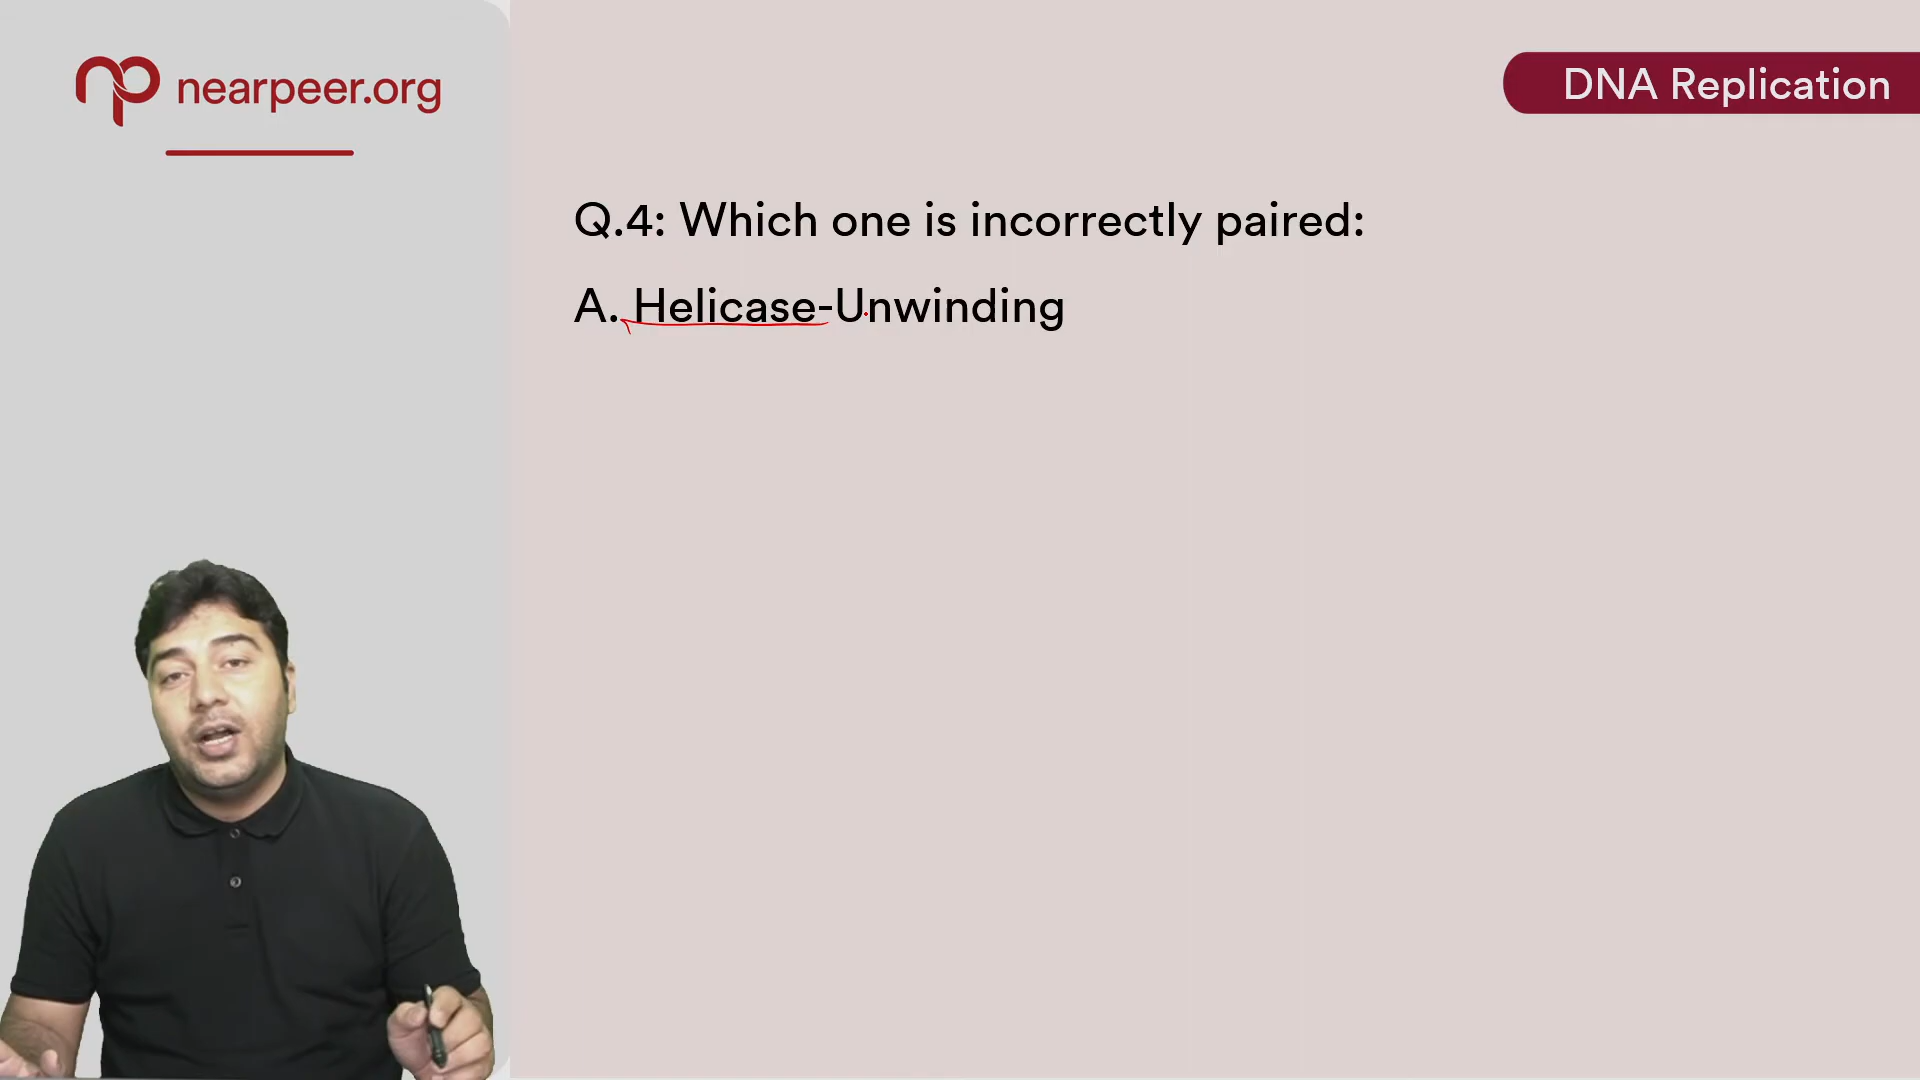 nearpeer.org
DNA Replication
Q.4: Which one is incorrectly paired:
A. Helicase-Unwinding